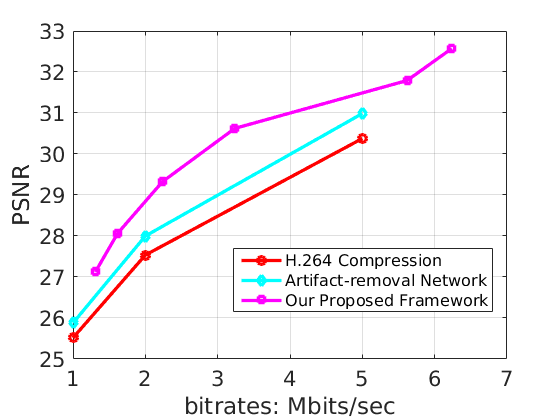 33
32
31
30
29
28
27
26
25
PSNR
H.264 Compression
Artifact-removal Network
Our Proposed Framework
1 2 3 4 5 6 7
bitrates: Mbits/sec